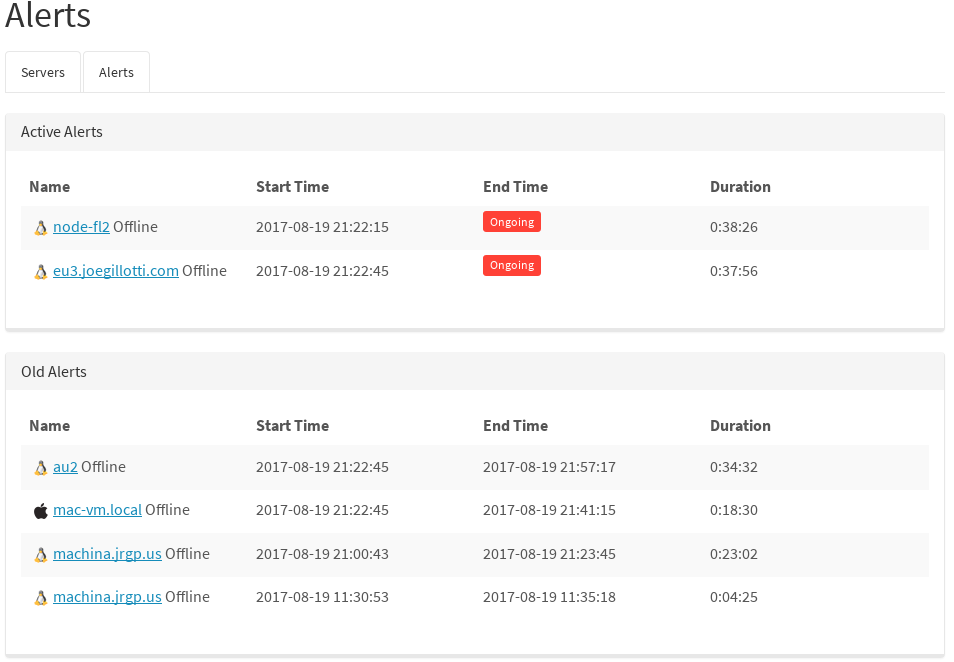 Alerts
Servers Alerts
Active Alerts
Name Start Time End Time Duration
node-fl2 Offline 2017-08-19 21:22:15 Ongoing 0:38:26
eu3.joegillotti.com Offline 2017-08-19 21:22:45 Ongoing 0:37:56
Old Alerts
Name Start Time End Time Duration
au2 Offline 2017-08-19 21:22:45 2017-08-19 21:57:17 0:34:32
mac-vm.local Offline 2017-08-19 21:22:45 2017-08-19 21:41:15 0:18:30
machina.jrgp.us Offline 2017-08-19 21:00:43 2017-08-19 21:23:45 0:23:02
machina.jrgp.us Offline 2017-08-19 11:30:53 2017-08-19 11:35:18 0:04:25